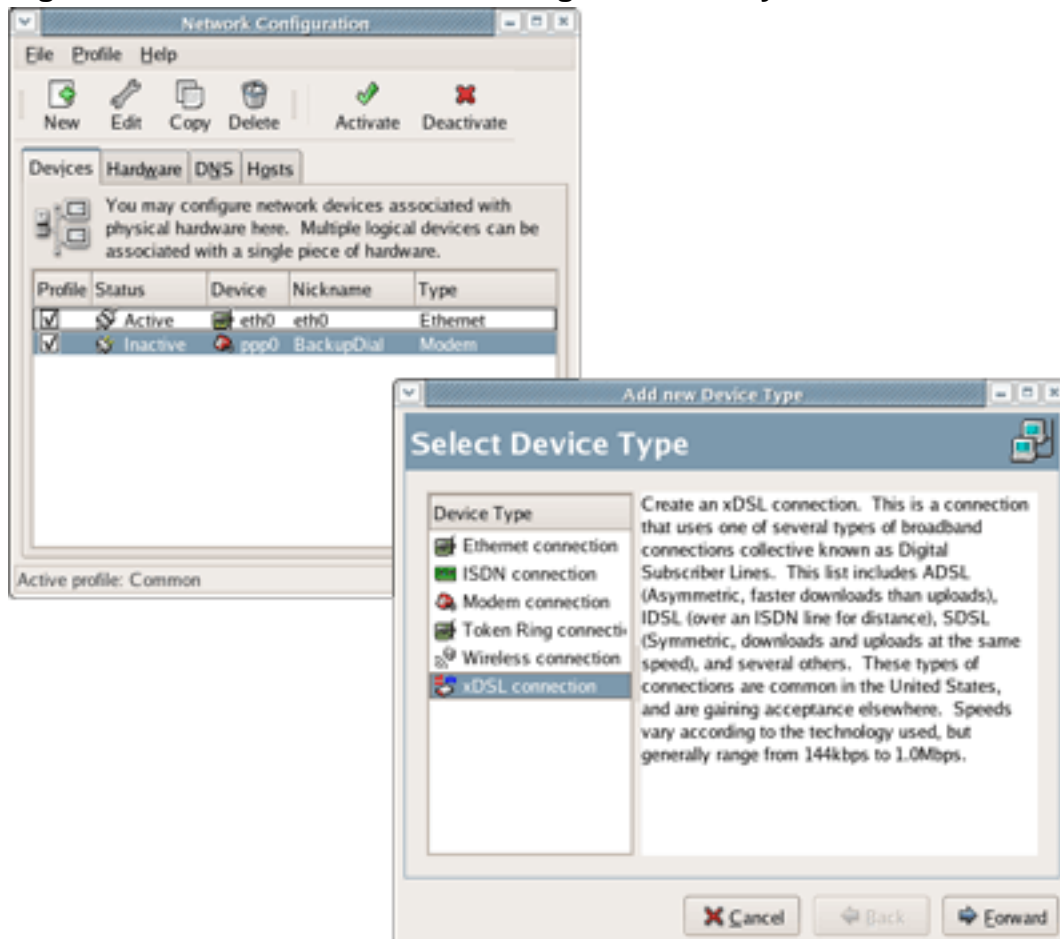 Network Configuration
File Profile Help
New Edit Copy Delete Activate Deactivate
Devices Hardware DNS Hosts
You may configure network devices associated with
physical hardware here. Multiple logical devices can be
associated with a single piece of hardware.
Profile Status Device Nickname Type
Active eth0 eth0 Ethernet
Inactive ppp0 BackupDial Modem
Active profile: Common
Add new Device Type
Select Device Type
Device Type
Ethernet connection
ISDN connection
Modem connection
Token Ring connecti
Wireless connection
xDSL connection
Create an xDSL connection. This is a connection
that uses one of several types of broadband
connections collective known as Digital
Subscriber Lines. This list includes ADSL
(Asymmetric, faster downloads than uploads),
IDSL (over an ISDN line for distance), SDSL
(Symmetric, downloads and uploads at the same
speed), and several others. These types of
connections are common in the United States,
and are gaining acceptance elsewhere. Speeds
vary according to the technology used, but
generally range from 144kbps to 1.0Mbps.
Cancel Back Forward